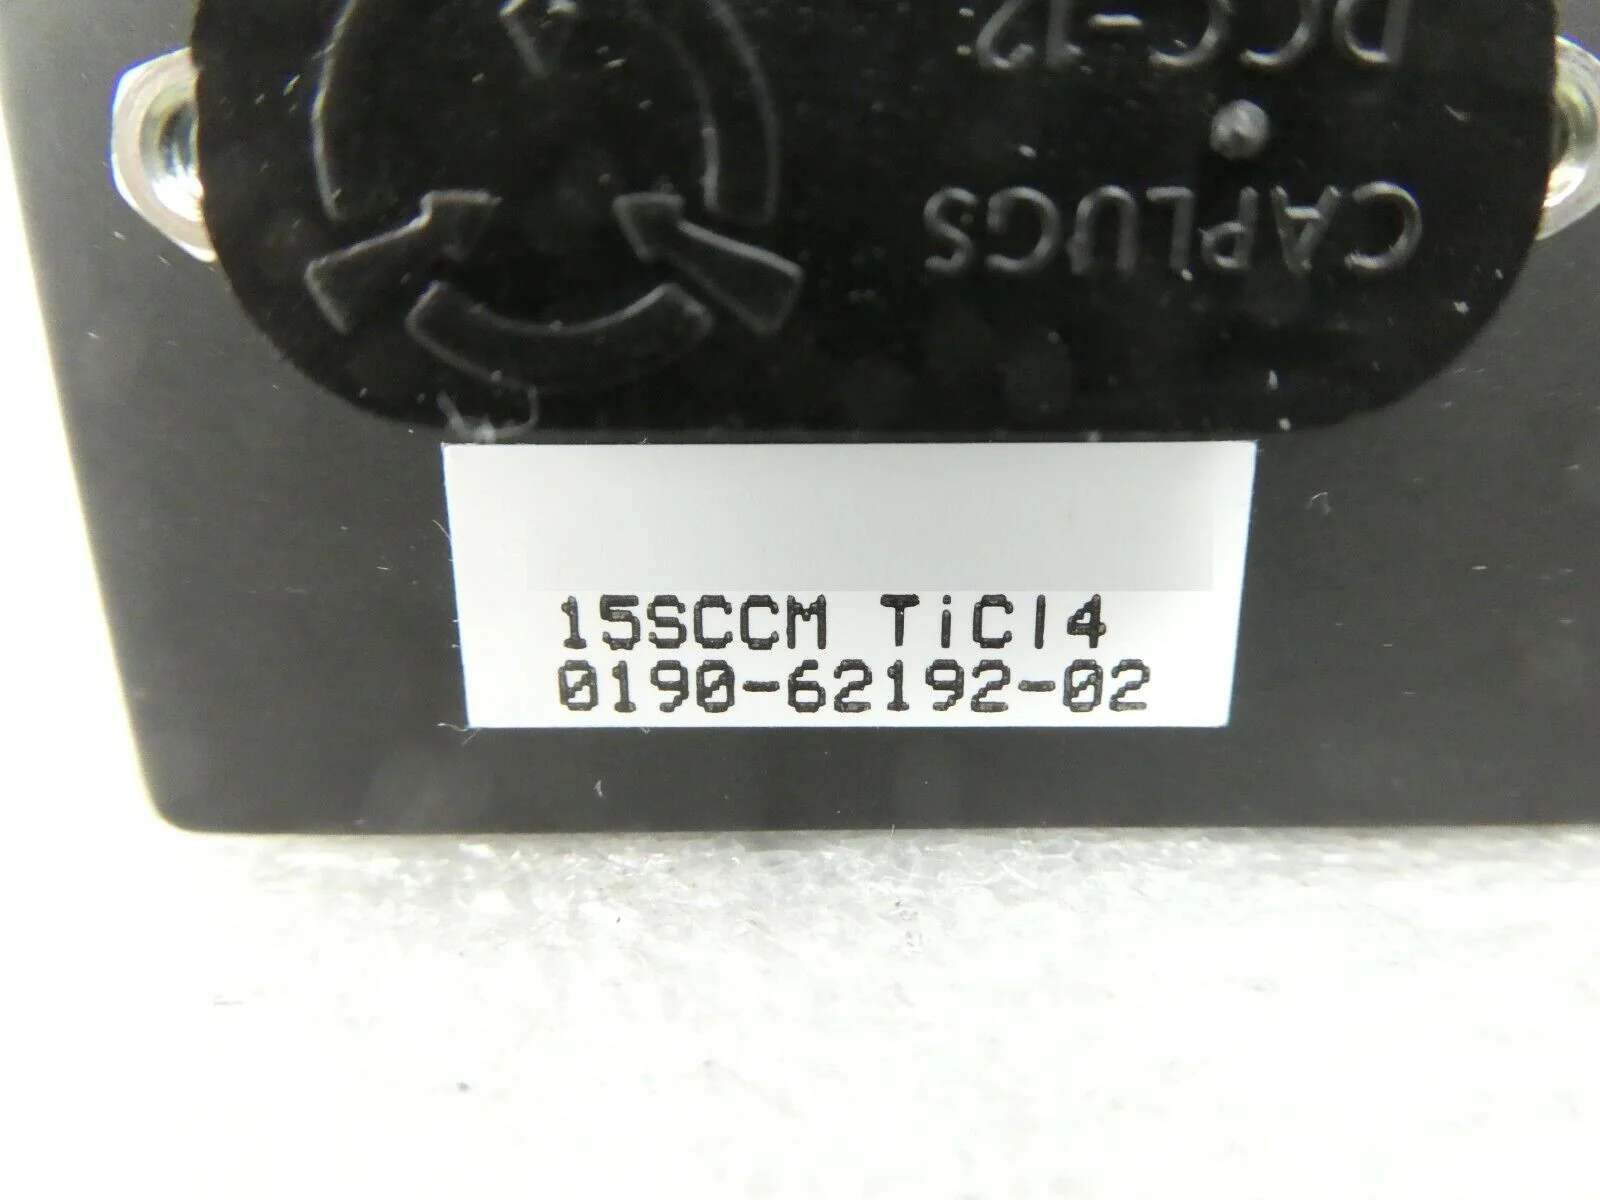 DCC-12
CAPLUGS
15SCCM TiCl4
0190-62192-02